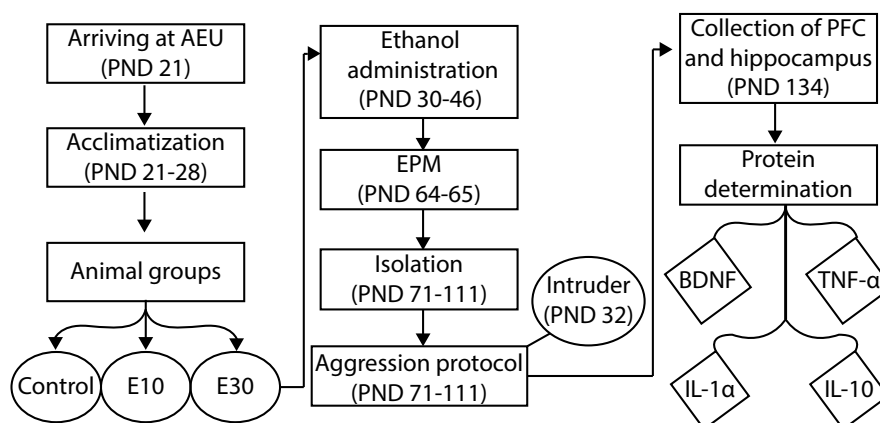 Arriving at AEU
(PND 21)
Acclimatization
(PND 21-28)
Animal groups
Control
E10
E30
Ethanol
administration
(PND 30-46)
EPM
(PND 64-65)
Isolation
(PND 71-111)
Intruder
(PND 32)
Aggression protocol
(PND 71-111)
Collection of PFC
and hippocampus
(PND 134)
Protein
determination
BDNF
TNF-α
IL-1α
IL-10